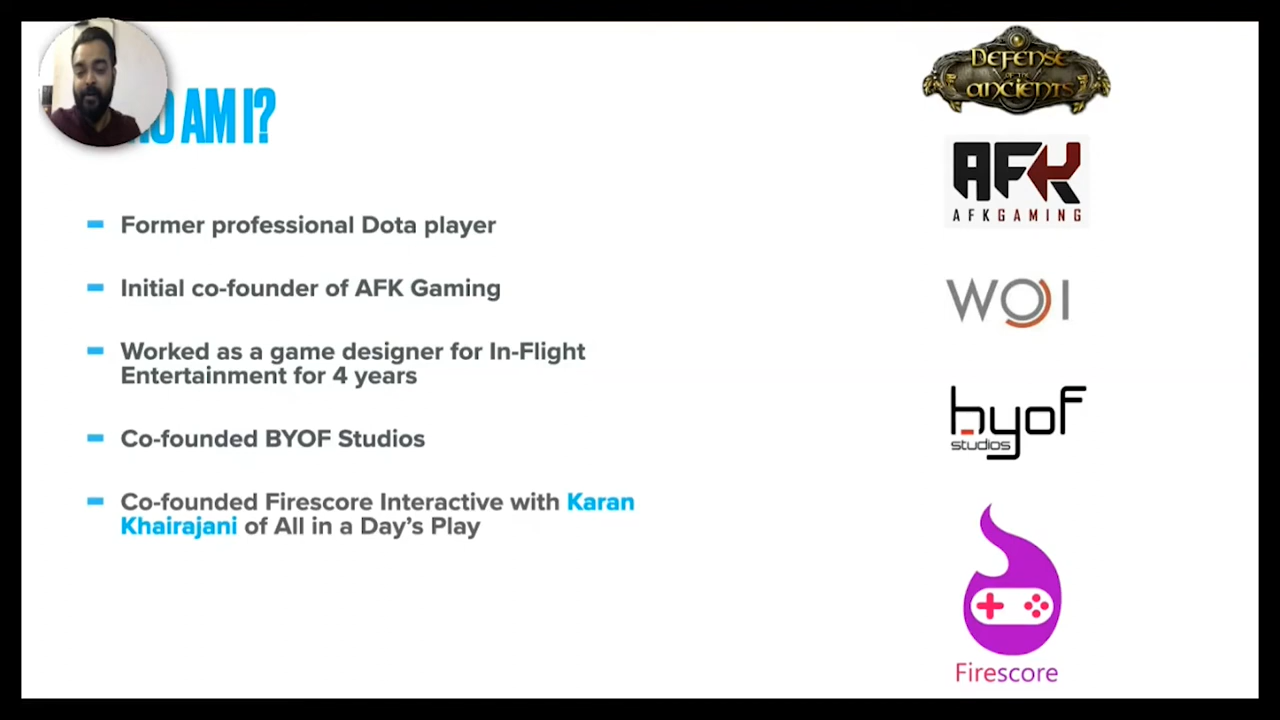 AM I?
Former professional Dota player
Initial co-founder of AFK Gaming
Worked as a game designer for In-Flight
Entertainment for 4 years
Co-founded BYOF Studios
Co-founded Firescore Interactive with Karan
Khairajani of All in a Day's Play
DEFENSE
OF THE
ANCIENTS
AFK
AFKGAMING
WOI
byof
studios
Firescore